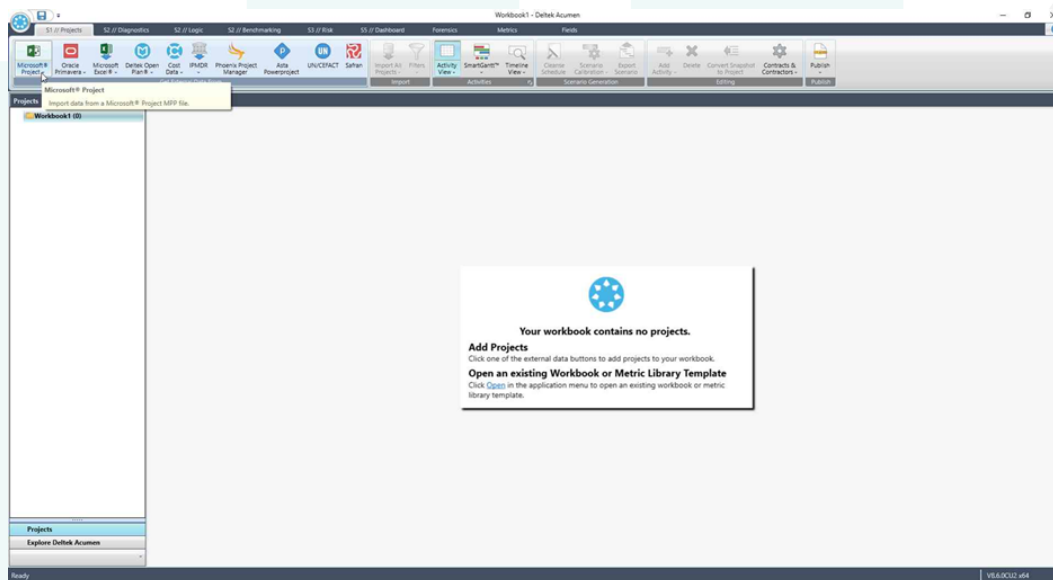 Workbook1 - Deltek Acumen
S1 // Projects S2 // Diagnostics S2 // Logic S2 // Benchmarking S3 // Risk S5 // Dashboard Forensics Metrics Fields
Microsoft® Oracle Microsoft Deltek Open Cost IPMDR Phoenix Project Asta UN/CEFACT Safran Import All Filters Activity SmartGantt™ Timeline Cleanse Scenario Export Add Delete Convert Snapshot Contracts & Publish
Project Primavera Excel® Plan® Data Manager Powerproject Projects View View Schedule Calibration Scenario Activity to Project Contractors
Import Activities Scenario Generation Editing Publish
Microsoft® Project
Import data from a Microsoft® Project MPP file.
Projects
Workbook1 (0)
Your workbook contains no projects.
Add Projects
Click one of the external data buttons to add projects to your workbook.
Open an existing Workbook or Metric Library Template
Click Open in the application menu to open an existing workbook or metric
library template.
Projects
Explore Deltek Acumen
Ready V8.6.0CU2 x64